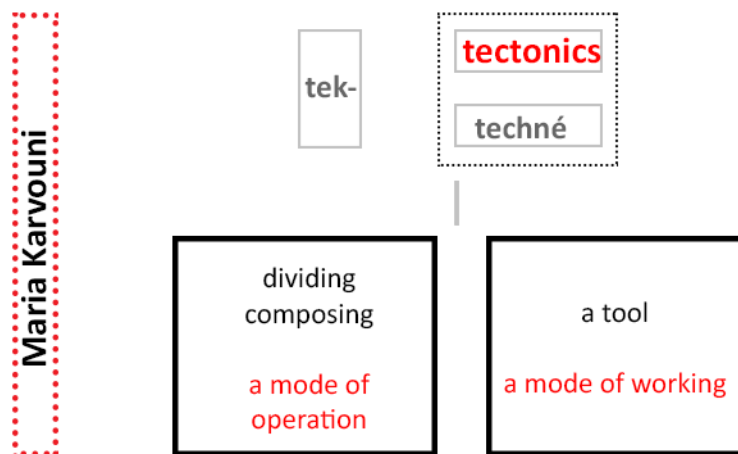 Maria Karvouni
tek-
tectonics
techné
dividing
composing
a mode of
operation
a tool
a mode of working